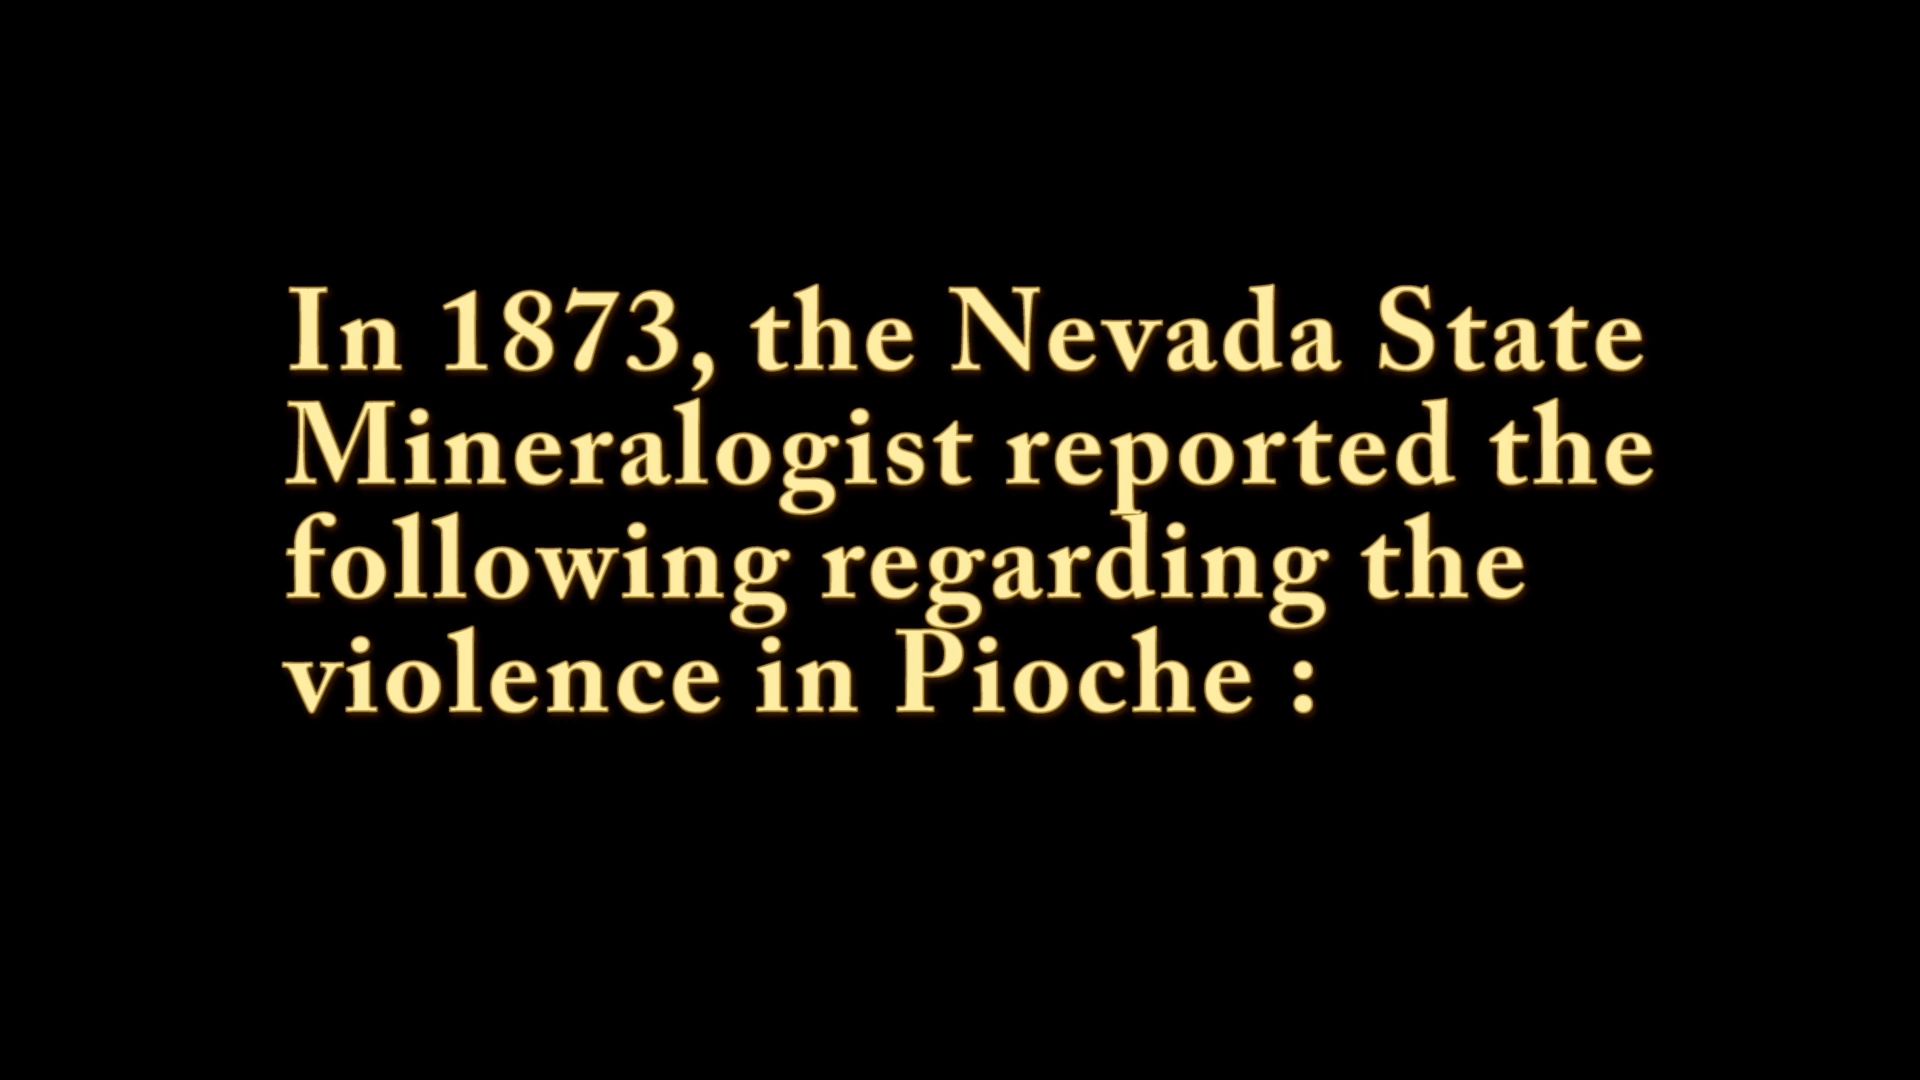 In 1873, the Nevada State
Mineralogist reported the
following regarding the
violence in Pioche :